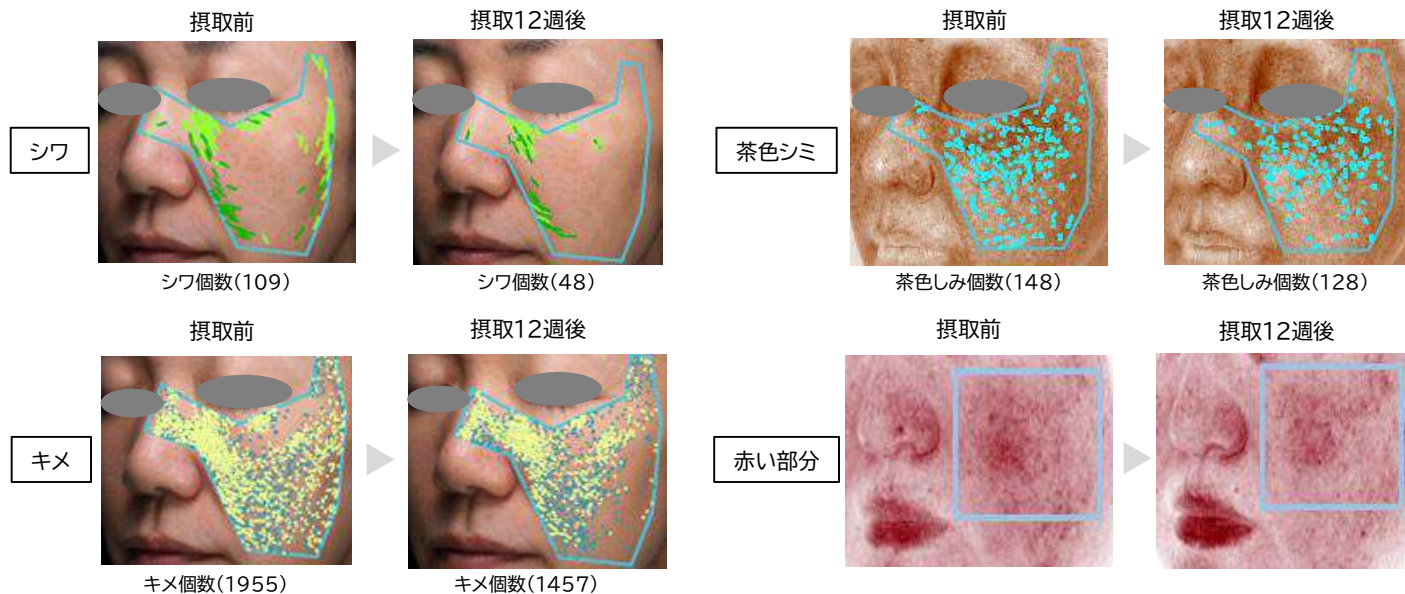 摂取前
摂取12週後
摂取前
摂取12週後
シワ
茶色シミ
シワ個数(109)
シワ個数(48)
茶色しみ個数(148)
茶色しみ個数(128)
摂取前
摂取12週後
摂取前
摂取12週後
キメ
赤い部分
キメ個数(1955)
キメ個数(1457)